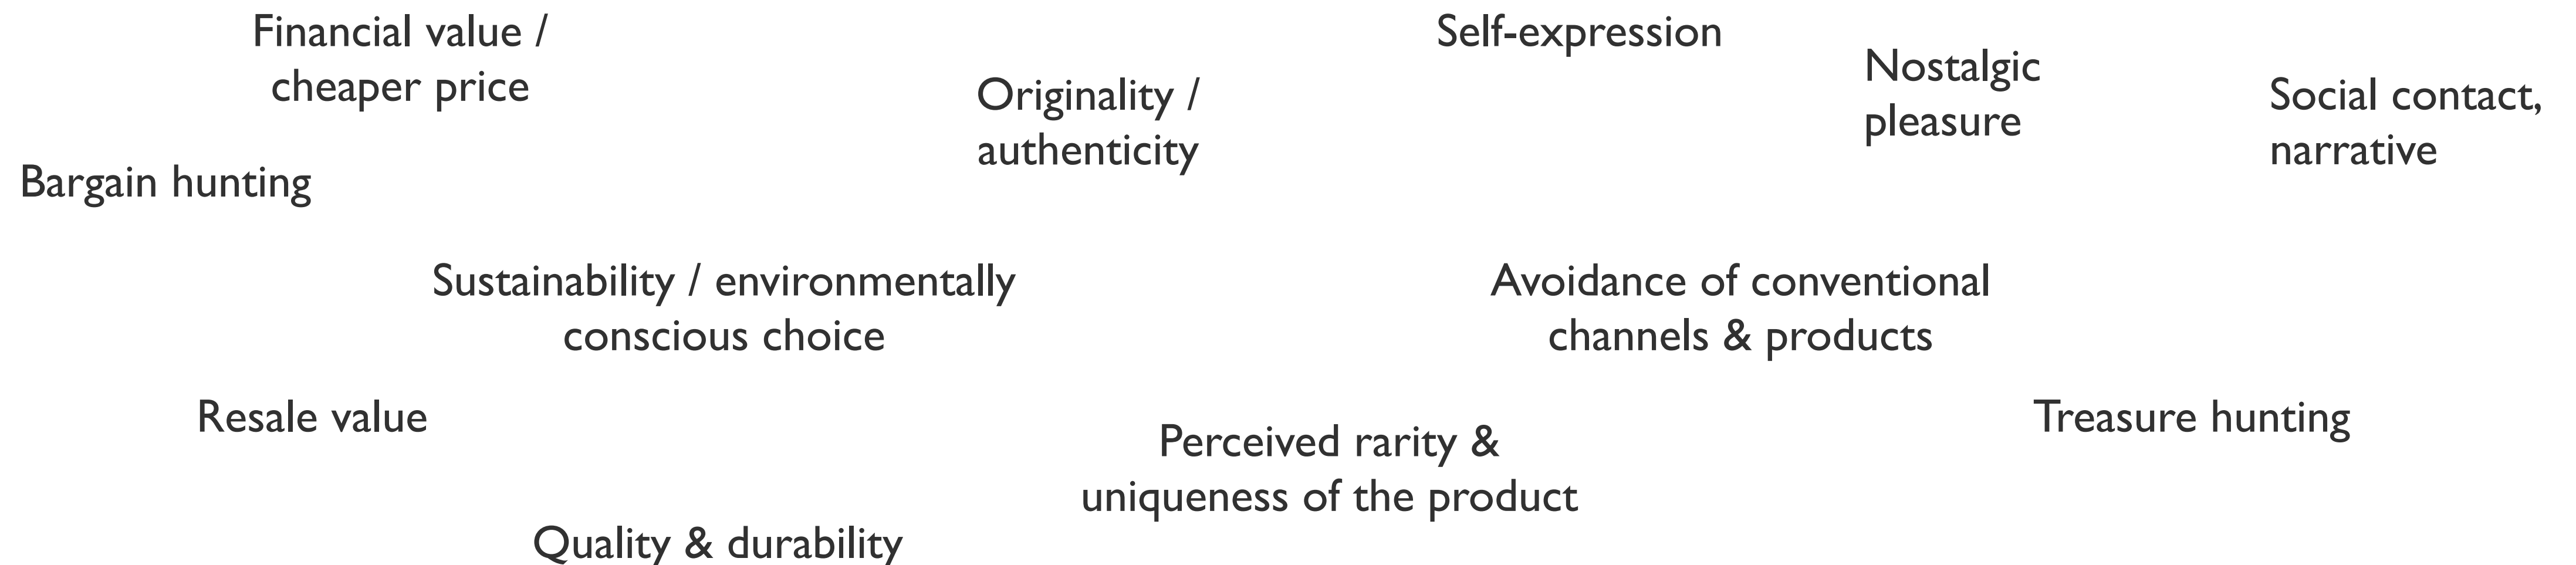 Financial value /
cheaper price
Self-expression
Nostalgic
pleasure
Originality /
authenticity
Social contact,
narrative
Bargain hunting
Sustainability / environmentally
conscious choice
Avoidance of conventional
channels & products
Resale value
Treasure hunting
Perceived rarity &
uniqueness of the product
Quality & durability